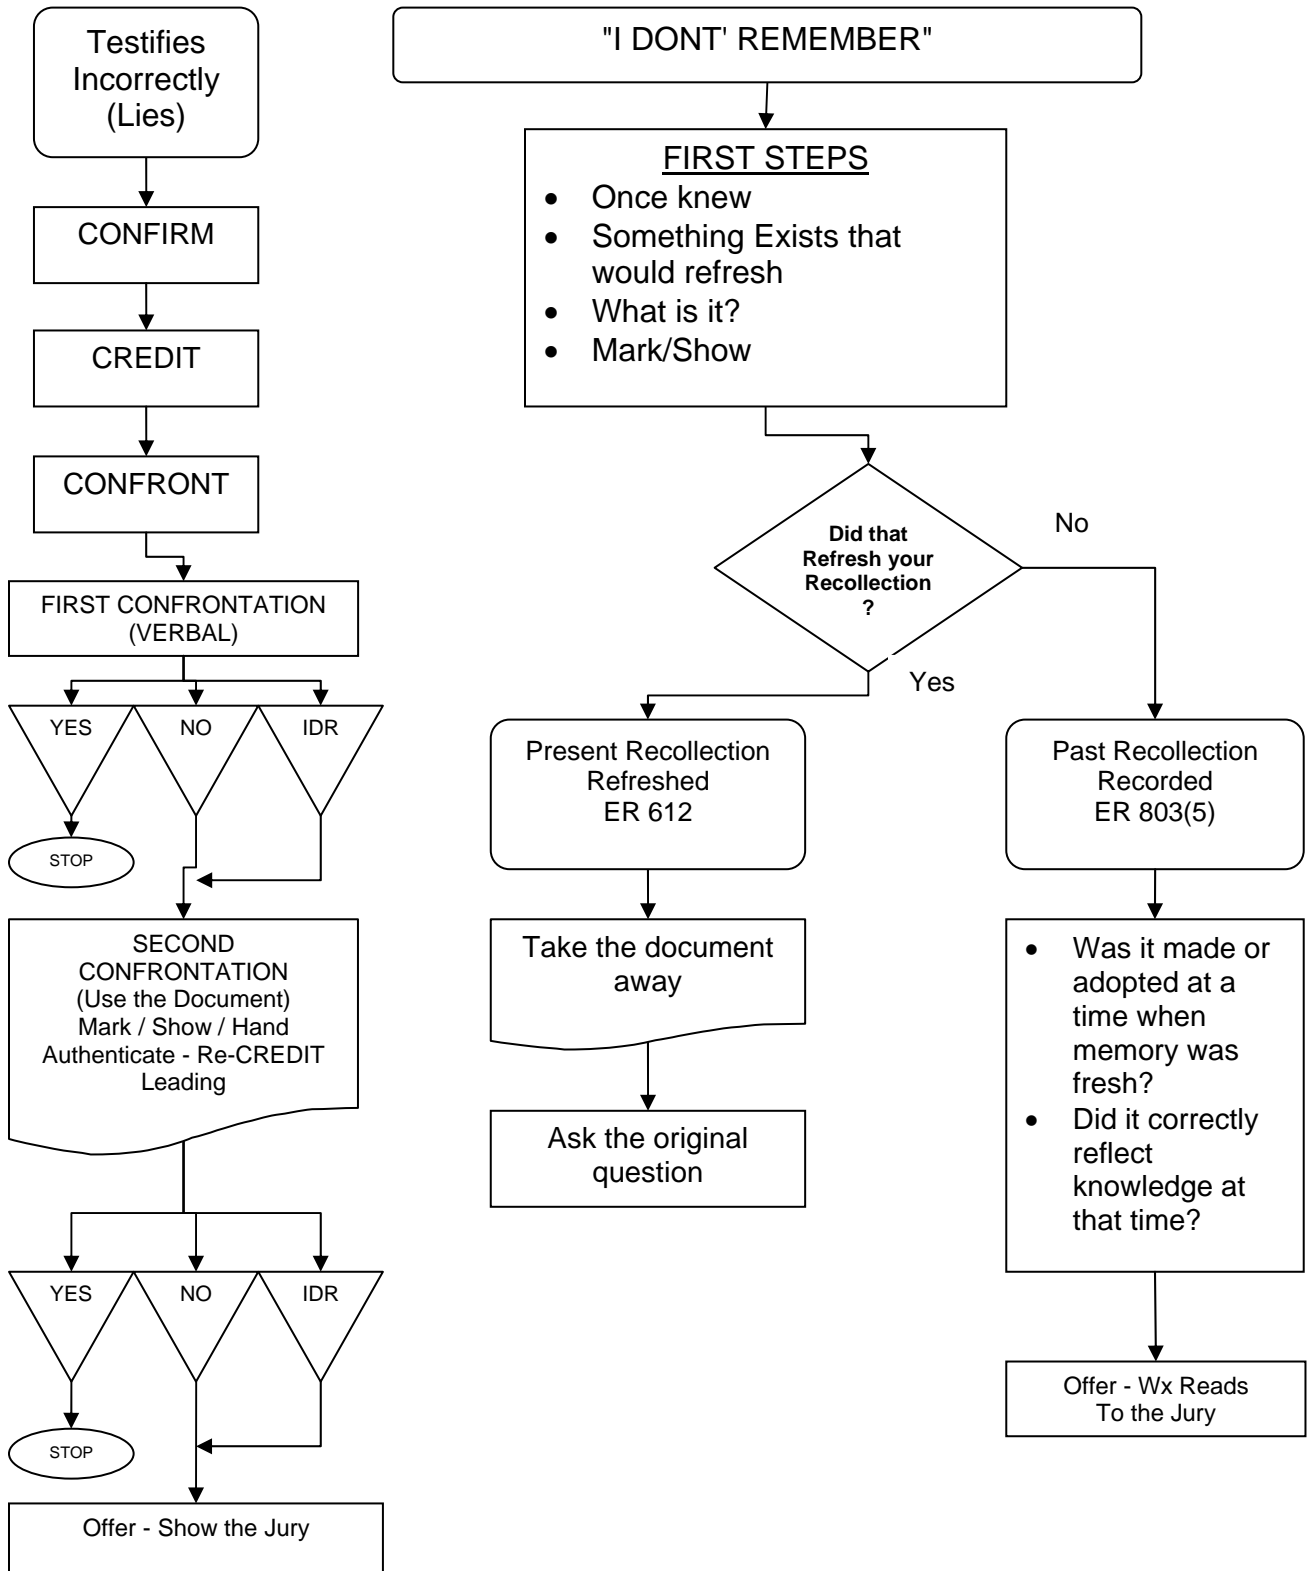 Testifies
Incorrectly
(Lies)
CONFIRM
CREDIT
CONFRONT
FIRST CONFRONTATION
(VERBAL)
YES
NO
IDR
STOP
SECOND
CONFRONTATION
(Use the Document)
Mark / Show / Hand
Authenticate - Re-CREDIT
Leading
YES
NO
IDR
STOP
Offer - Show the Jury
"I DONT' REMEMBER"
FIRST STEPS
• Once knew
• Something Exists that
would refresh
• What is it?
• Mark/Show
Did that
Refresh your
Recollection
?
No
Yes
Present Recollection
Refreshed
ER 612
Take the document
away
Ask the original
question
Past Recollection
Recorded
ER 803(5)
• Was it made or
adopted at a
time when
memory was
fresh?
• Did it correctly
reflect
knowledge at
that time?
Offer - Wx Reads
To the Jury